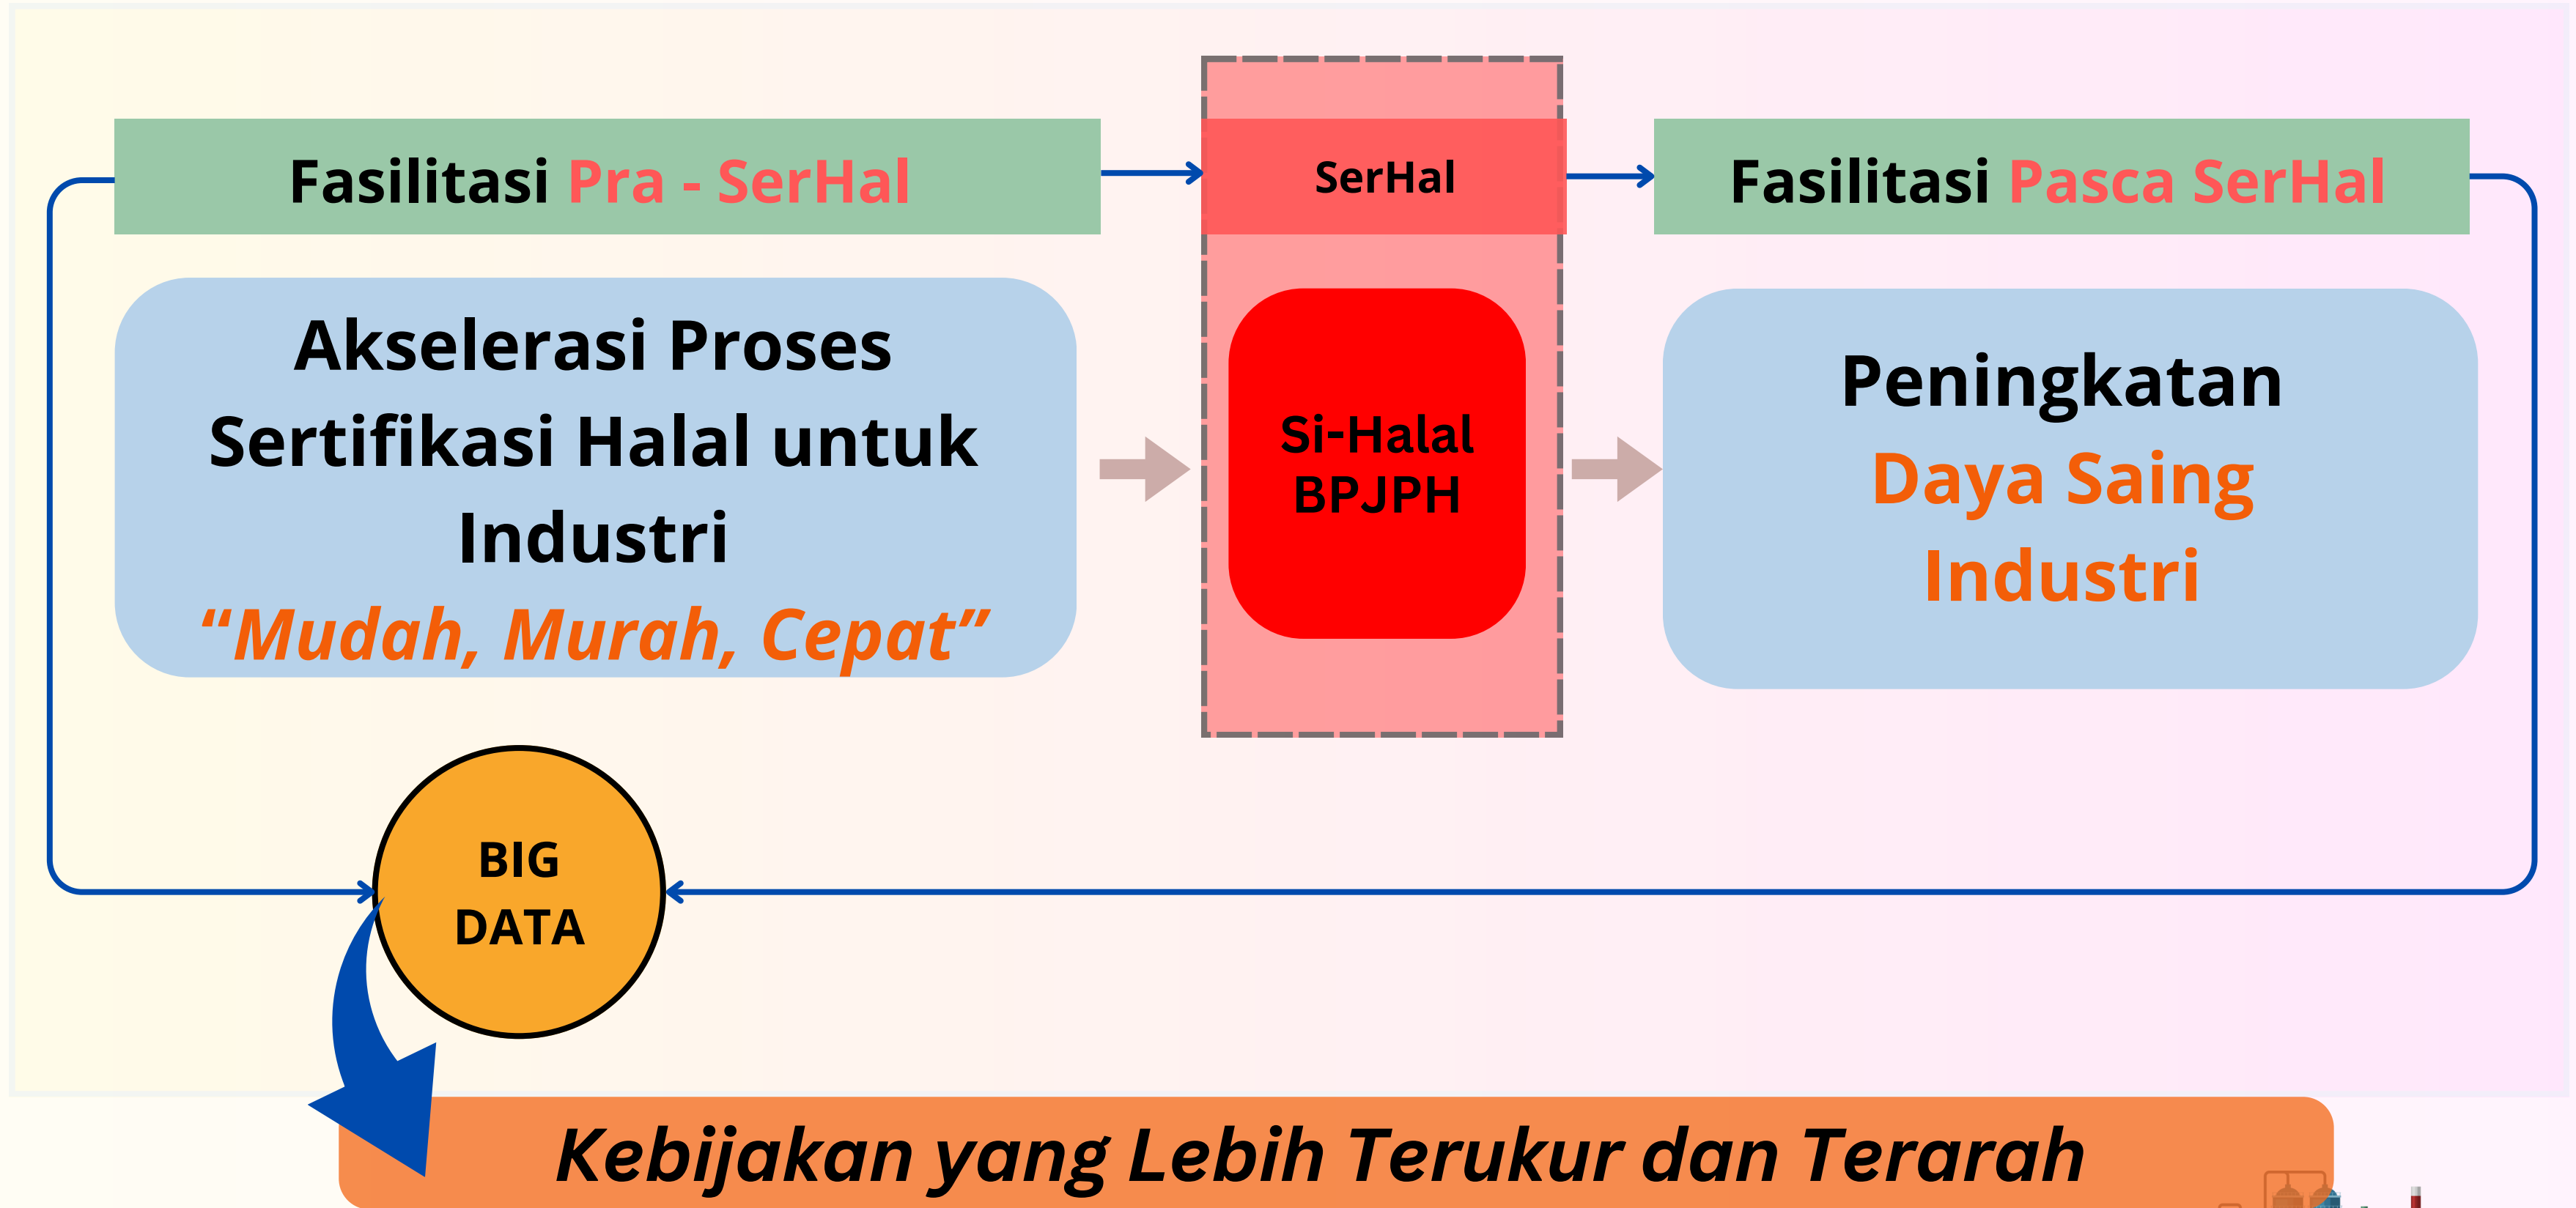 Fasilitasi Pra - SerHal
SerHal
Fasilitasi Pasca SerHal
Akselerasi Proses
Sertifikasi Halal untuk
Industri
“Mudah, Murah, Cepat”
Si-Halal
BPJPH
Peningkatan
Daya Saing
Industri
BIG
DATA
Kebijakan yang Lebih Terukur dan Terarah